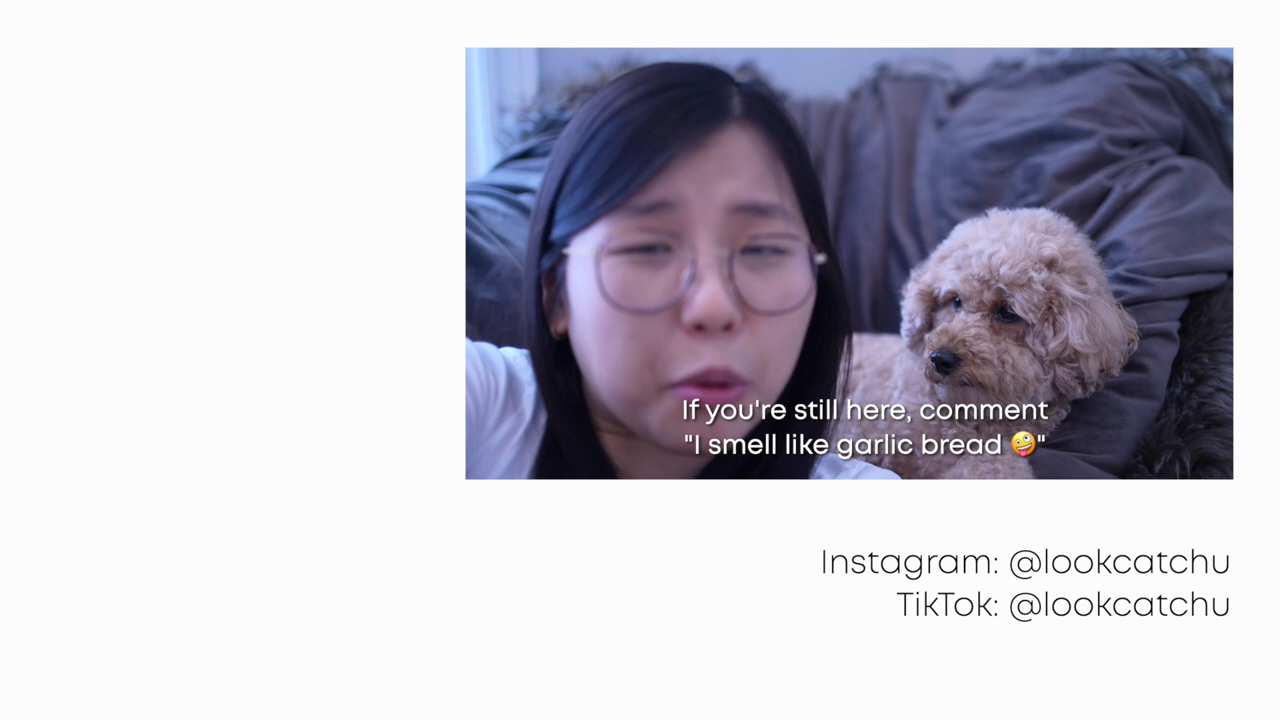 If you're still here, comment
"I smell like garlic bread 🤪"
Instagram: @lookcatchu
TikTok: @lookcatchu